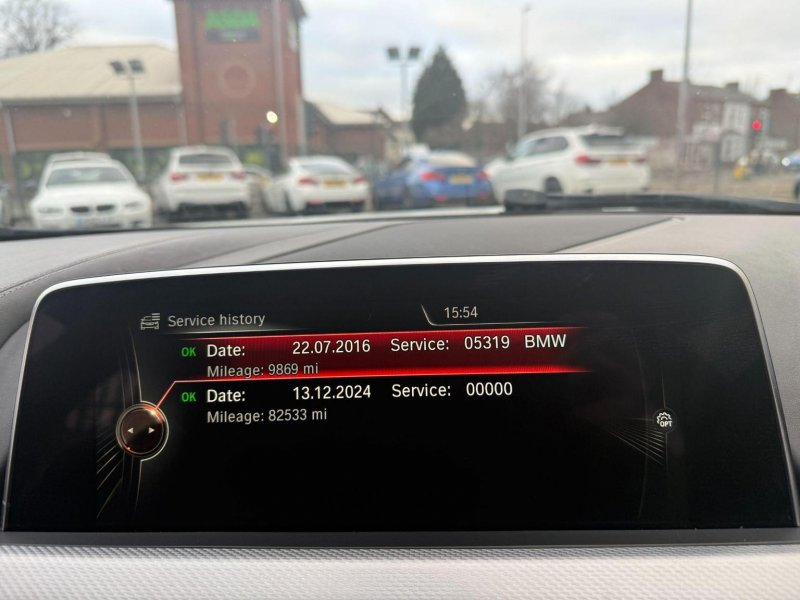 ASDA
Service history
15:54
OK Date: 22.07.2016 Service: 05319 BMW
Mileage: 9869 mi
OK Date: 13.12.2024 Service: 00000
Mileage: 82533 mi
OPT